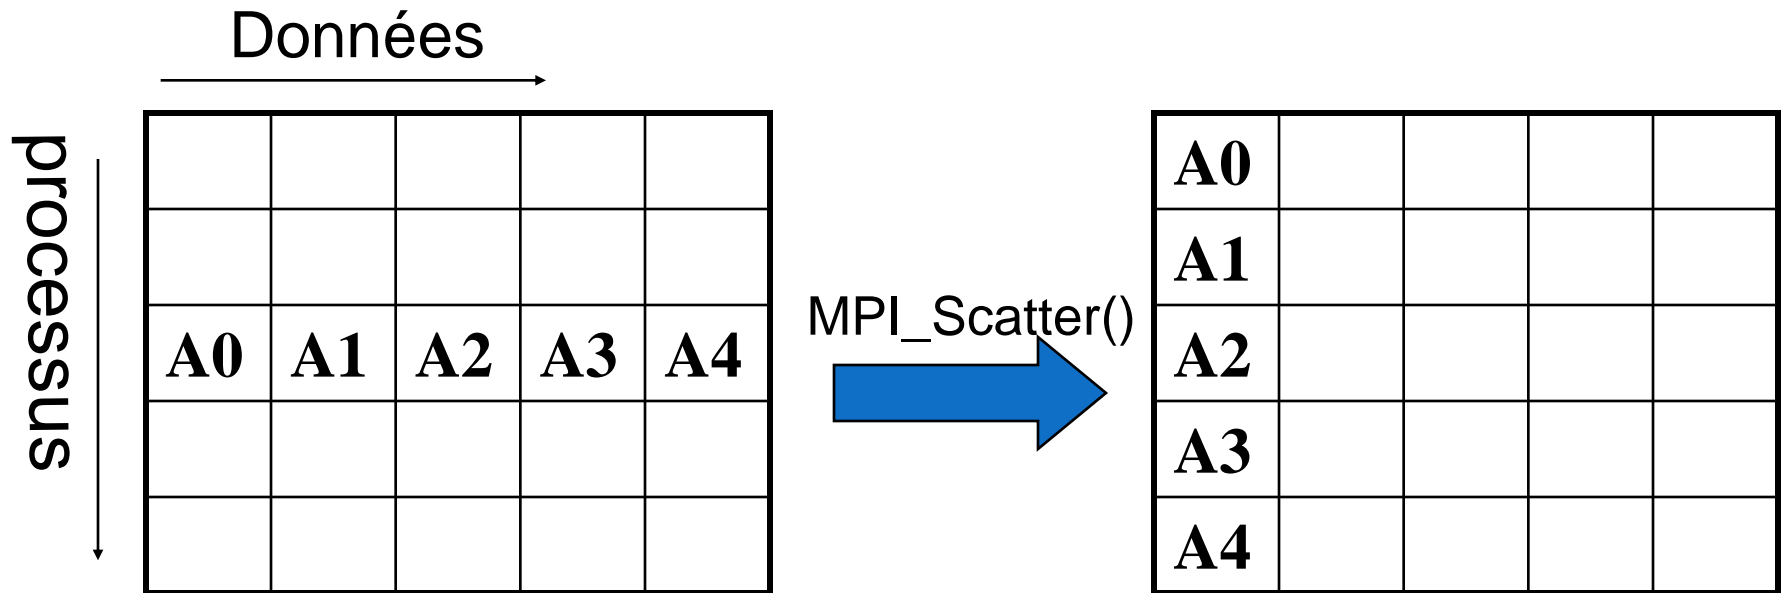 Données
processus
A0 A1 A2 A3 A4
MPI_Scatter()
A0
A1
A2
A3
A4